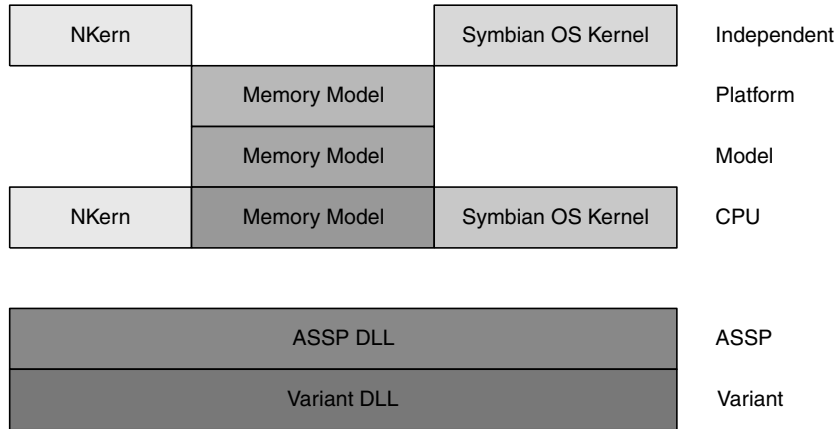 NKern Symbian OS Kernel Independent
Memory Model Platform
Memory Model Model
NKern Memory Model Symbian OS Kernel CPU
ASSP DLL ASSP
Variant DLL Variant